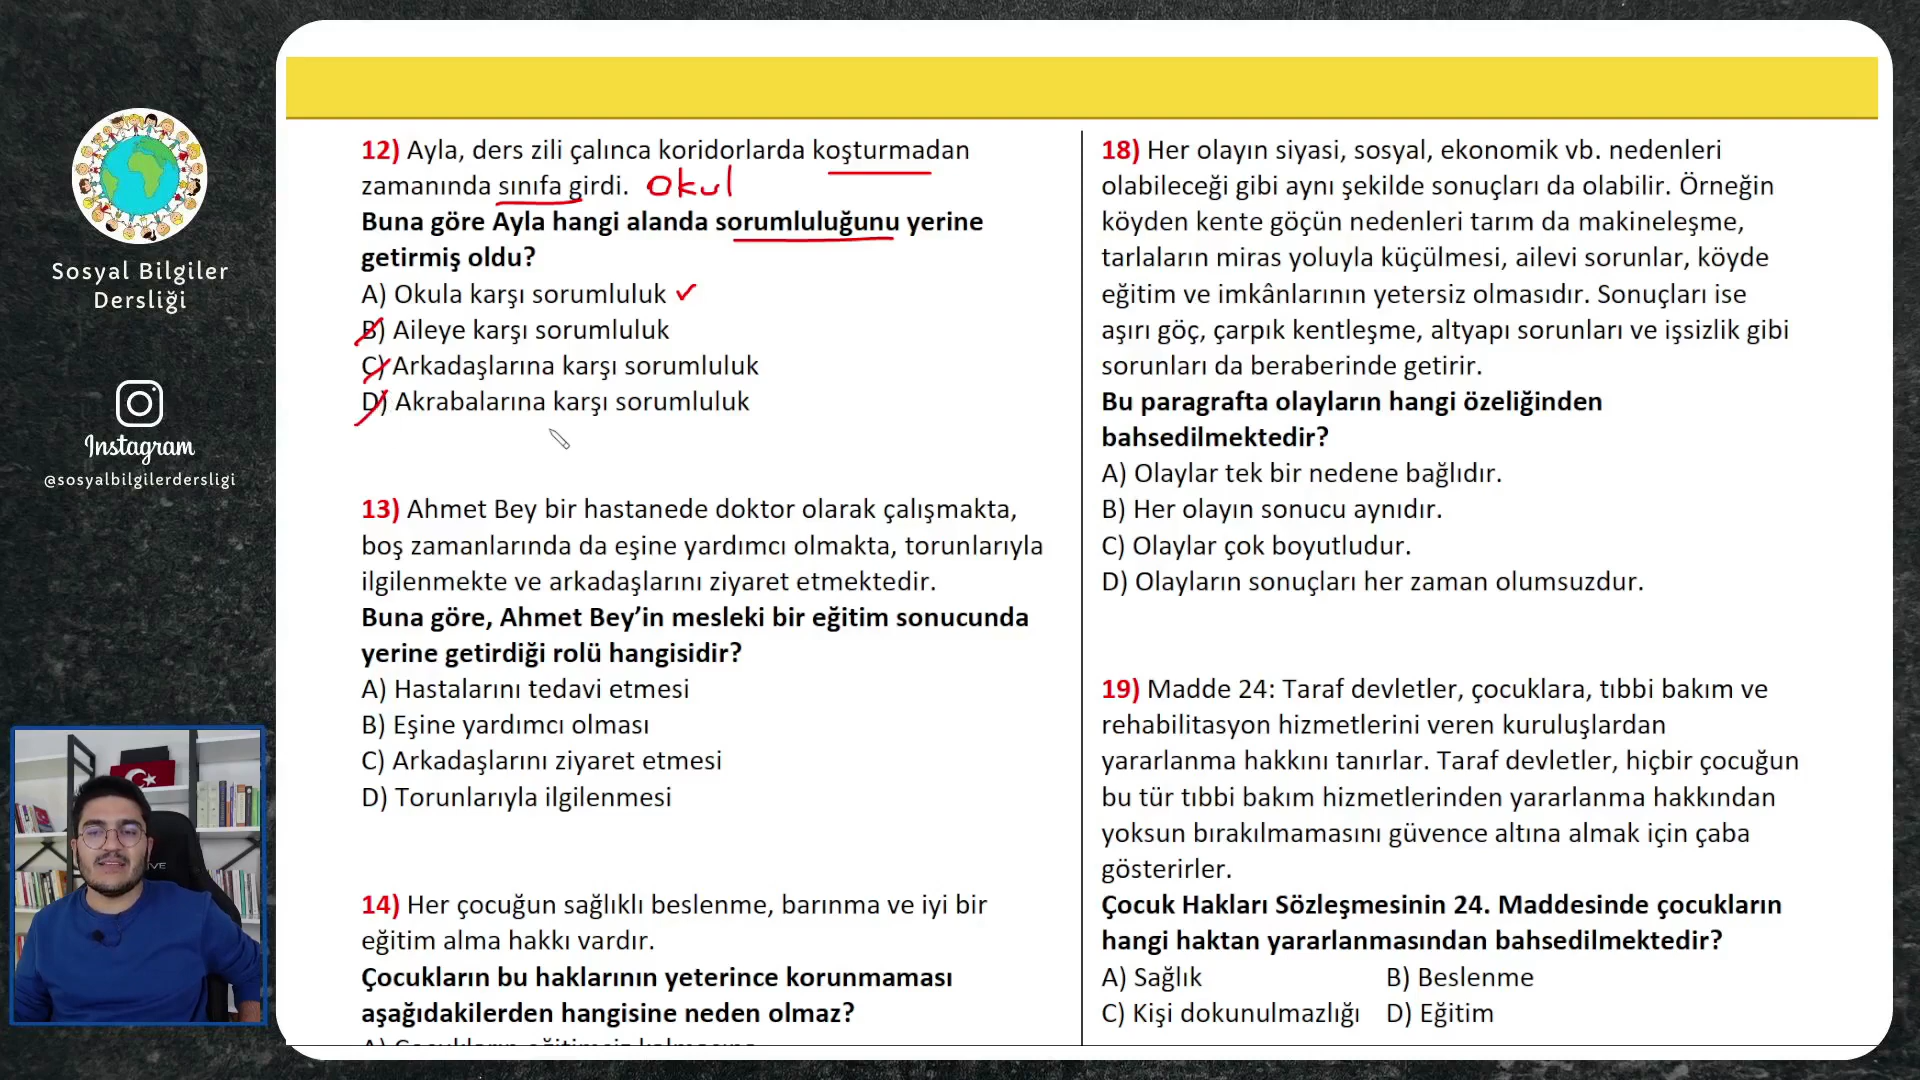 Sosyal Bilgiler
Dersliği
Instagram
@sosyalbilgilerdersligi
12) Ayla, ders zili çalınca koridorlarda koşturmadan
zamanında sınıfa girdi. okul
Buna göre Ayla hangi alanda sorumluluğunu yerine
getirmiş oldu?
A) Okula karşı sorumluluk ✓
B) Aileye karşı sorumluluk
C) Arkadaşlarına karşı sorumluluk
D) Akrabalarına karşı sorumluluk
13) Ahmet Bey bir hastanede doktor olarak çalışmakta,
boş zamanlarında da eşine yardımcı olmakta, torunlarıyla
ilgilenmekte ve arkadaşlarını ziyaret etmektedir.
Buna göre, Ahmet Bey’in mesleki bir eğitim sonucunda
yerine getirdiği rolü hangisidir?
A) Hastalarını tedavi etmesi
B) Eşine yardımcı olması
C) Arkadaşlarını ziyaret etmesi
D) Torunlarıyla ilgilenmesi
14) Her çocuğun sağlıklı beslenme, barınma ve iyi bir
eğitim alma hakkı vardır.
Çocukların bu haklarının yeterince korunmaması
aşağıdakilerden hangisine neden olmaz?
18) Her olayın siyasi, sosyal, ekonomik vb. nedenleri
olabileceği gibi aynı şekilde sonuçları da olabilir. Örneğin
köyden kente göçün nedenleri tarım da makineleşme,
tarlaların miras yoluyla küçülmesi, ailevi sorunlar, köyde
eğitim ve imkânlarının yetersiz olmasıdır. Sonuçları ise
aşırı göç, çarpık kentleşme, altyapı sorunları ve işsizlik gibi
sorunları da beraberinde getirir.
Bu paragrafta olayların hangi özeliğinden
bahsedilmektedir?
A) Olaylar tek bir nedene bağlıdır.
B) Her olayın sonucu aynıdır.
C) Olaylar çok boyutludur.
D) Olayların sonuçları her zaman olumsuzdur.
19) Madde 24: Taraf devletler, çocuklara, tıbbi bakım ve
rehabilitasyon hizmetlerini veren kuruluşlardan
yararlanma hakkını tanırlar. Taraf devletler, hiçbir çocuğun
bu tür tıbbi bakım hizmetlerinden yararlanma hakkından
yoksun bırakılmamasını güvence altına almak için çaba
gösterirler.
Çocuk Hakları Sözleşmesinin 24. Maddesinde çocukların
hangi haktan yararlanmasından bahsedilmektedir?
A) Sağlık B) Beslenme
C) Kişi dokunulmazlığı D) Eğitim